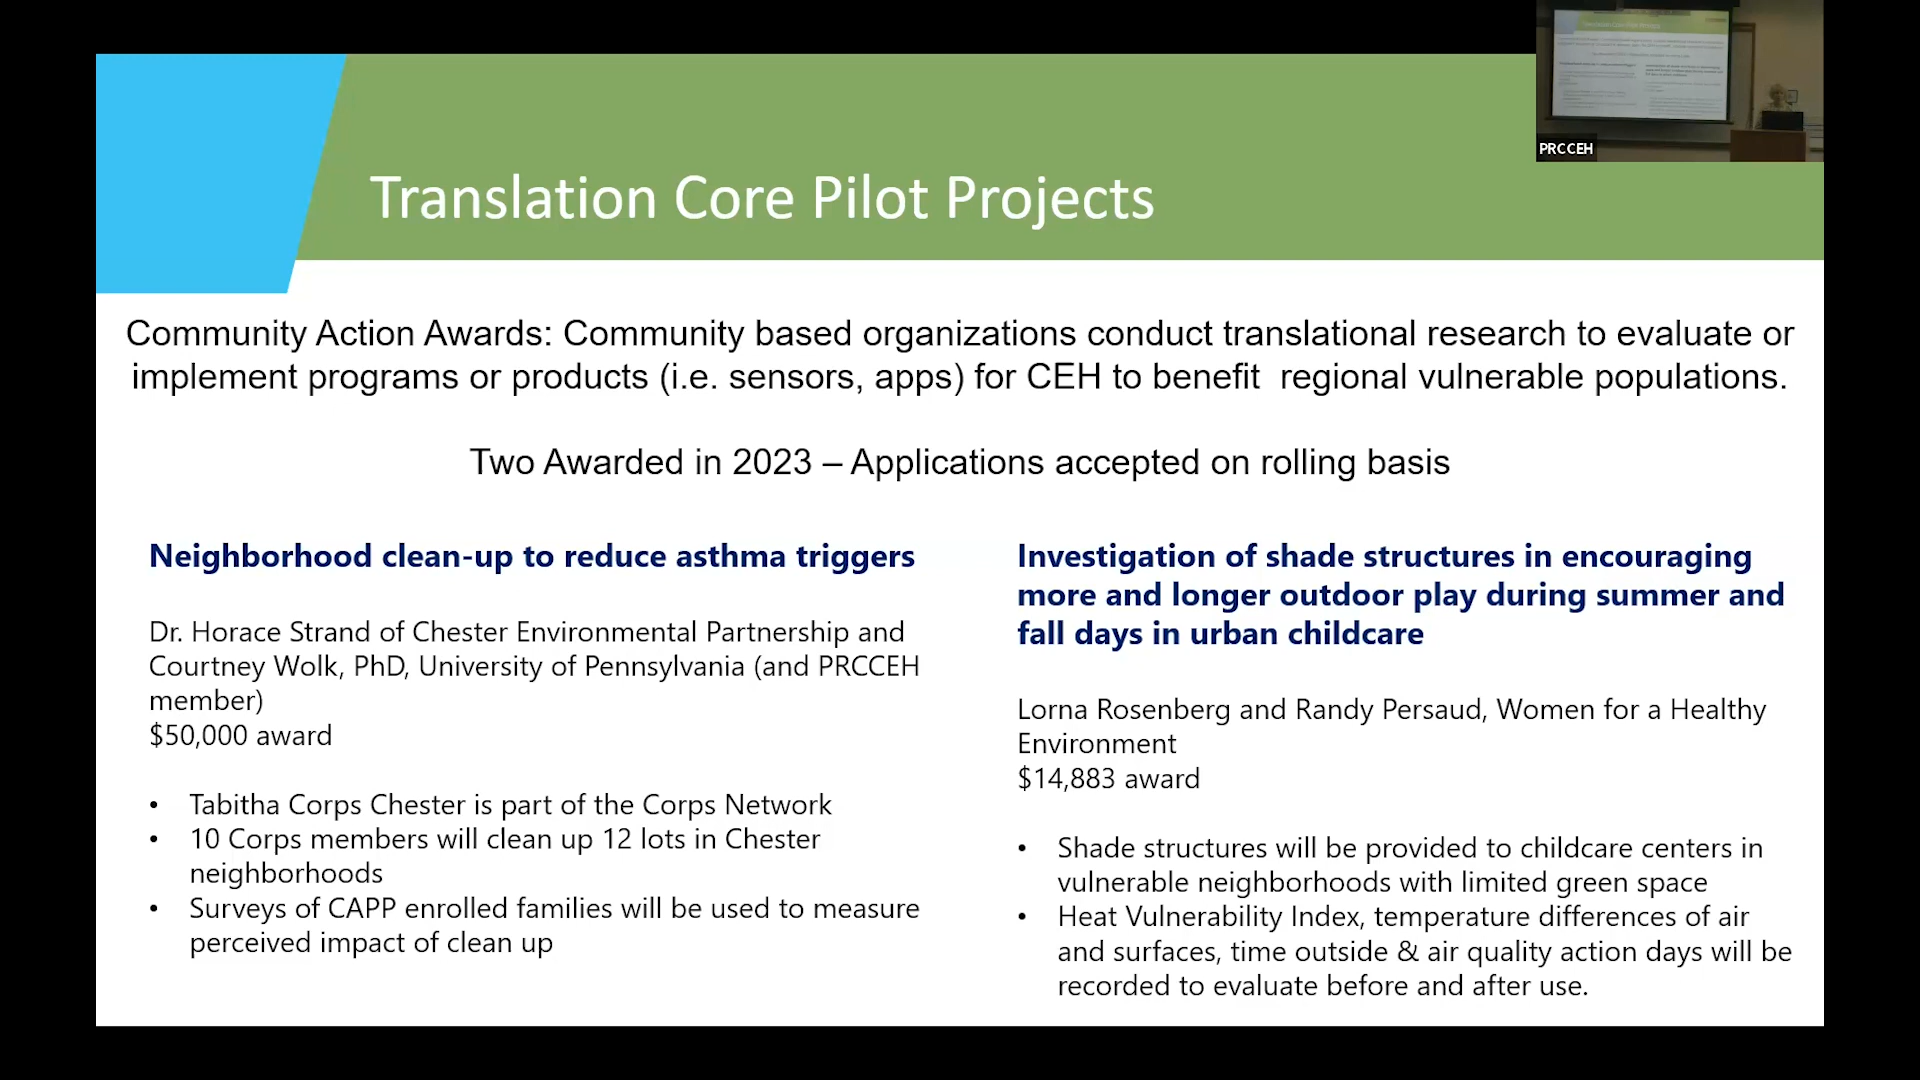 PRCCEH
Translation Core Pilot Projects
Community Action Awards: Community based organizations conduct translational research to evaluate or
implement programs or products (i.e. sensors, apps) for CEH to benefit regional vulnerable populations.
Two Awarded in 2023 – Applications accepted on rolling basis
Neighborhood clean-up to reduce asthma triggers
Dr. Horace Strand of Chester Environmental Partnership and
Courtney Wolk, PhD, University of Pennsylvania (and PRCCEH
member)
$50,000 award
• Tabitha Corps Chester is part of the Corps Network
• 10 Corps members will clean up 12 lots in Chester
neighborhoods
• Surveys of CAPP enrolled families will be used to measure
perceived impact of clean up
Investigation of shade structures in encouraging
more and longer outdoor play during summer and
fall days in urban childcare
Lorna Rosenberg and Randy Persaud, Women for a Healthy
Environment
$14,883 award
• Shade structures will be provided to childcare centers in
vulnerable neighborhoods with limited green space
• Heat Vulnerability Index, temperature differences of air
and surfaces, time outside & air quality action days will be
recorded to evaluate before and after use.